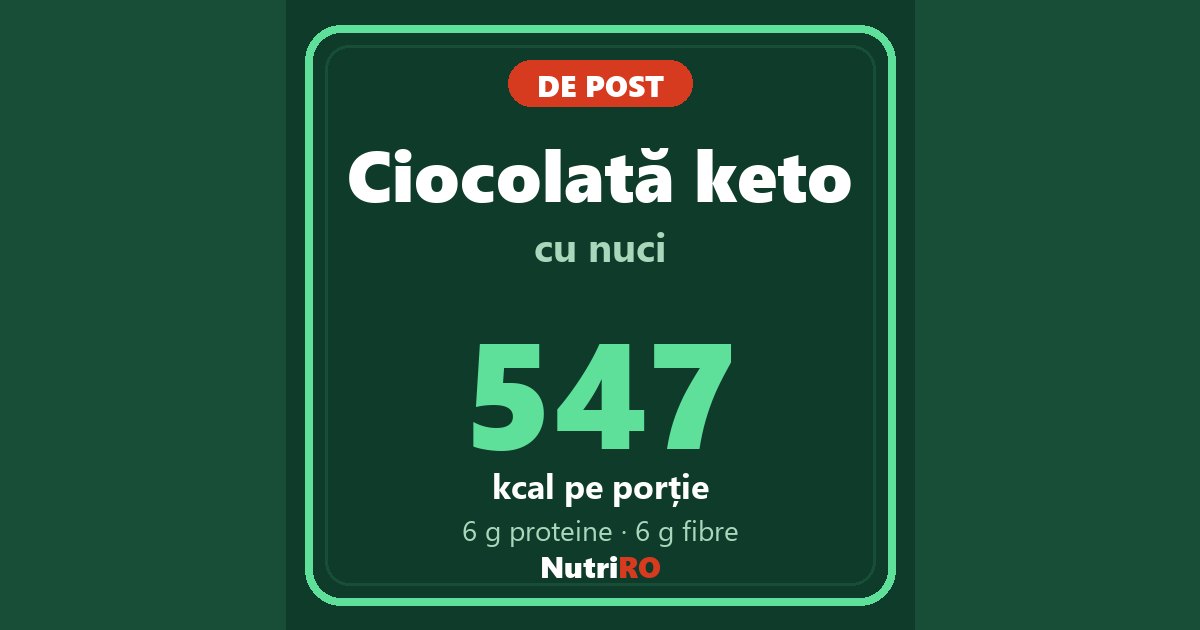 DE POST
Ciocolată keto
cu nuci
547
kcal pe porție
6 g proteine · 6 g fibre
NutriRO